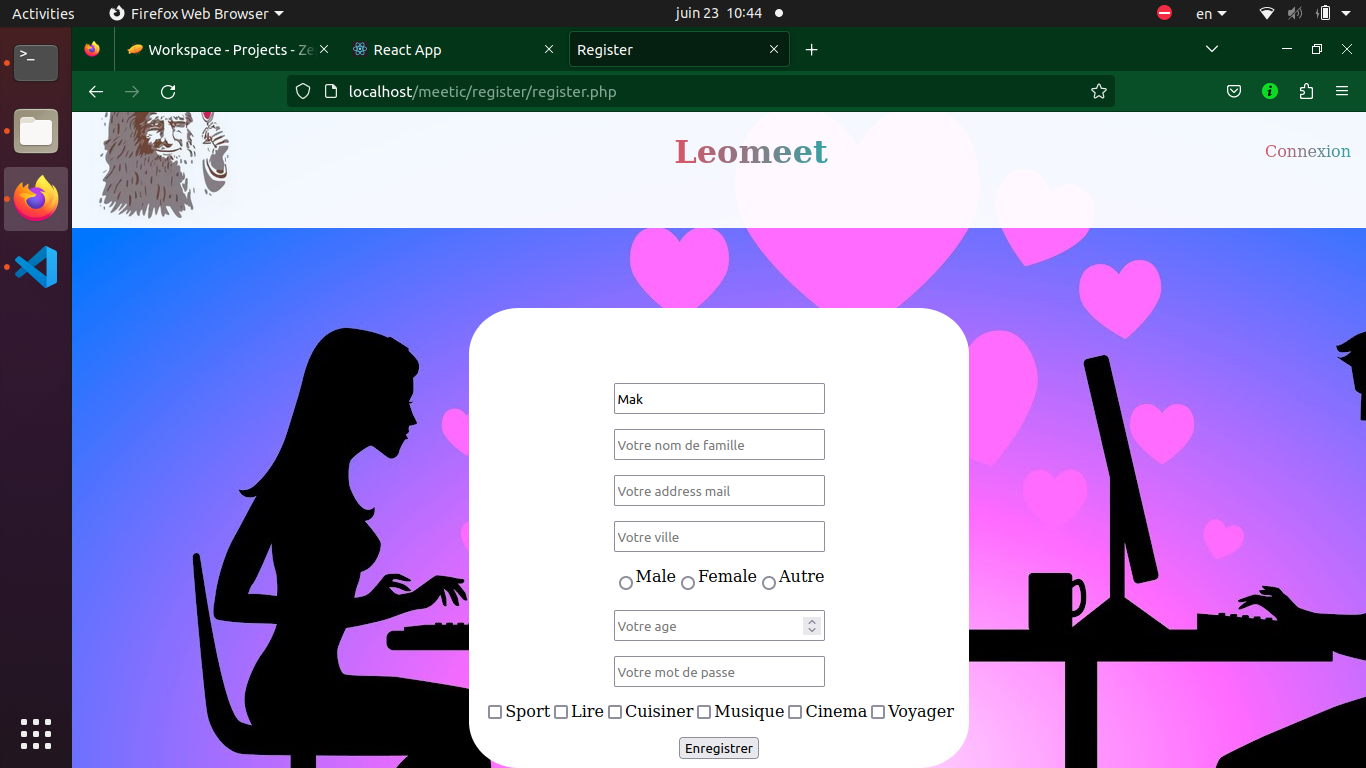 Activities Firefox Web Browser juin 23 10:44 en
Workspace - Projects - Ze React App Register
localhost/meetic/register/register.php
Leomeet Connexion
Mak
Votre nom de famille
Votre address mail
Votre ville
Male Female Autre
Votre age
Votre mot de passe
Sport Lire Cuisiner Musique Cinema Voyager
Enregistrer